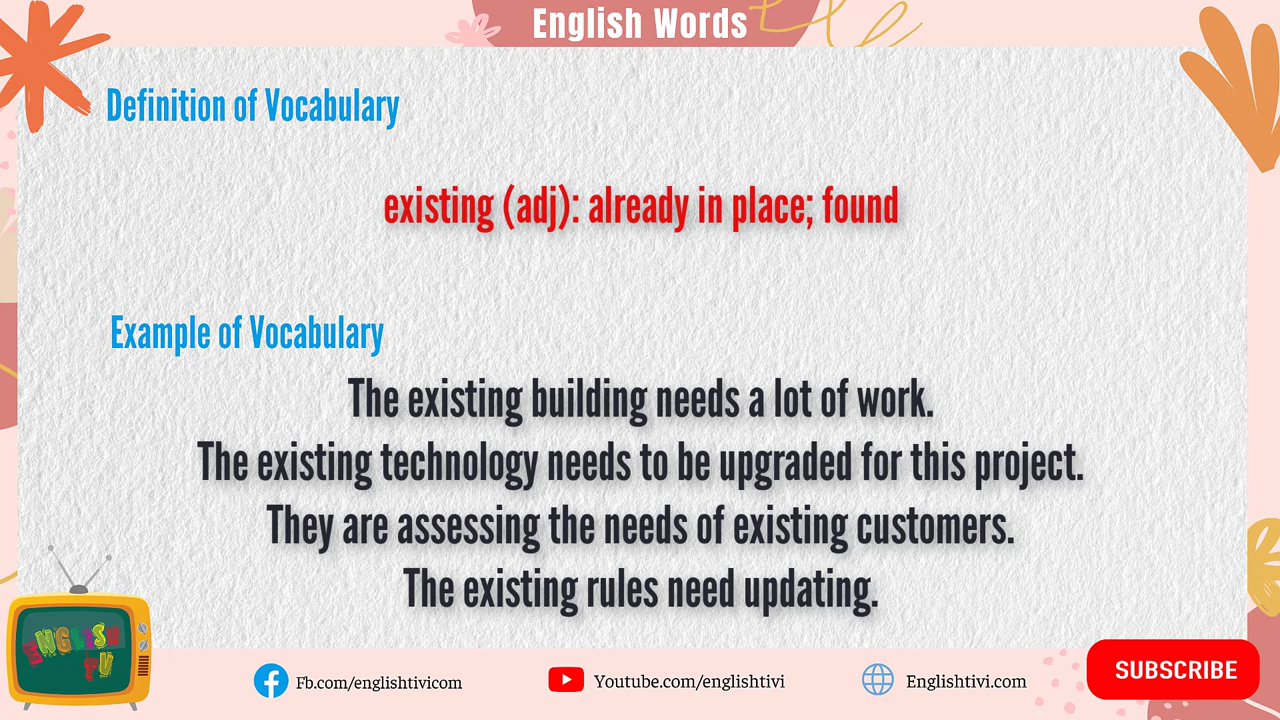 English Words
Definition of Vocabulary
existing (adj): already in place; found
Example of Vocabulary
The existing building needs a lot of work.
The existing technology needs to be upgraded for this project.
They are assessing the needs of existing customers.
The existing rules need updating.
ENGLISH
TV
Fb.com/englishtivicom
Youtube.com/englishtivi
Englishtivi.com
SUBSCRIBE